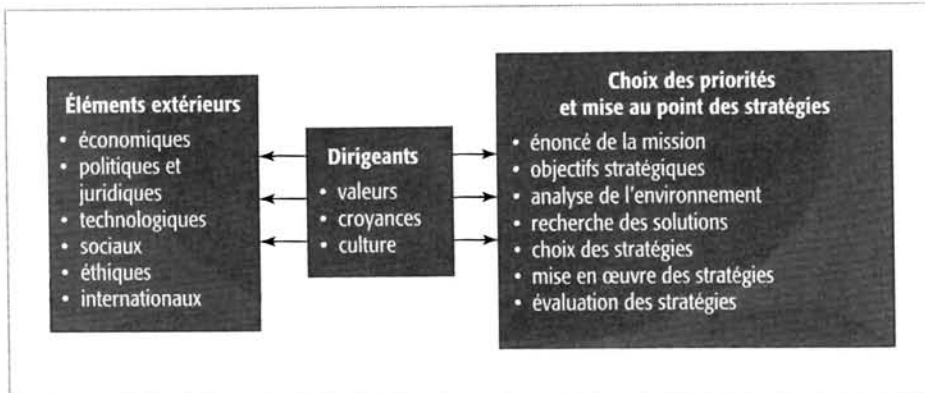 Éléments extérieurs
• économiques
• politiques et
juridiques
• technologiques
• sociaux
• éthiques
• internationaux
Dirigeants
• valeurs
• croyances
• culture
Choix des priorités
et mise au point des stratégies
• énoncé de la mission
• objectifs stratégiques
• analyse de l'environnement
• recherche des solutions
• choix des stratégies
• mise en œuvre des stratégies
• évaluation des stratégies